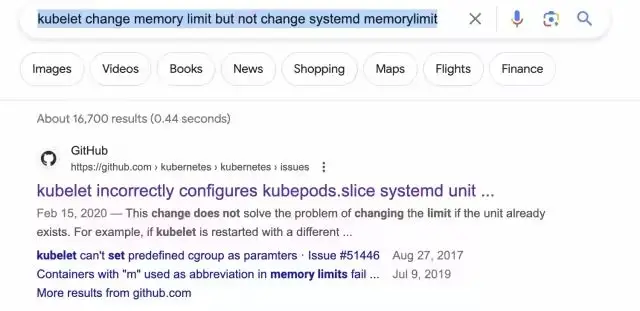 kubelet change memory limit but not change systemd memorylimit
Images Videos Books News Shopping Maps Flights Finance
About 16,700 results (0.44 seconds)
GitHub
https://github.com › kubernetes › kubernetes › issues
kubelet incorrectly configures kubepods.slice systemd unit ...
Feb 15, 2020 — This change does not solve the problem of changing the limit if the unit already
exists. For example, if kubelet is restarted with a different ...
kubelet can't set predefined cgroup as paramters · Issue #51446 Aug 27, 2017
Containers with "m" used as abbreviation in memory limits fail ... Jul 9, 2019
More results from github.com